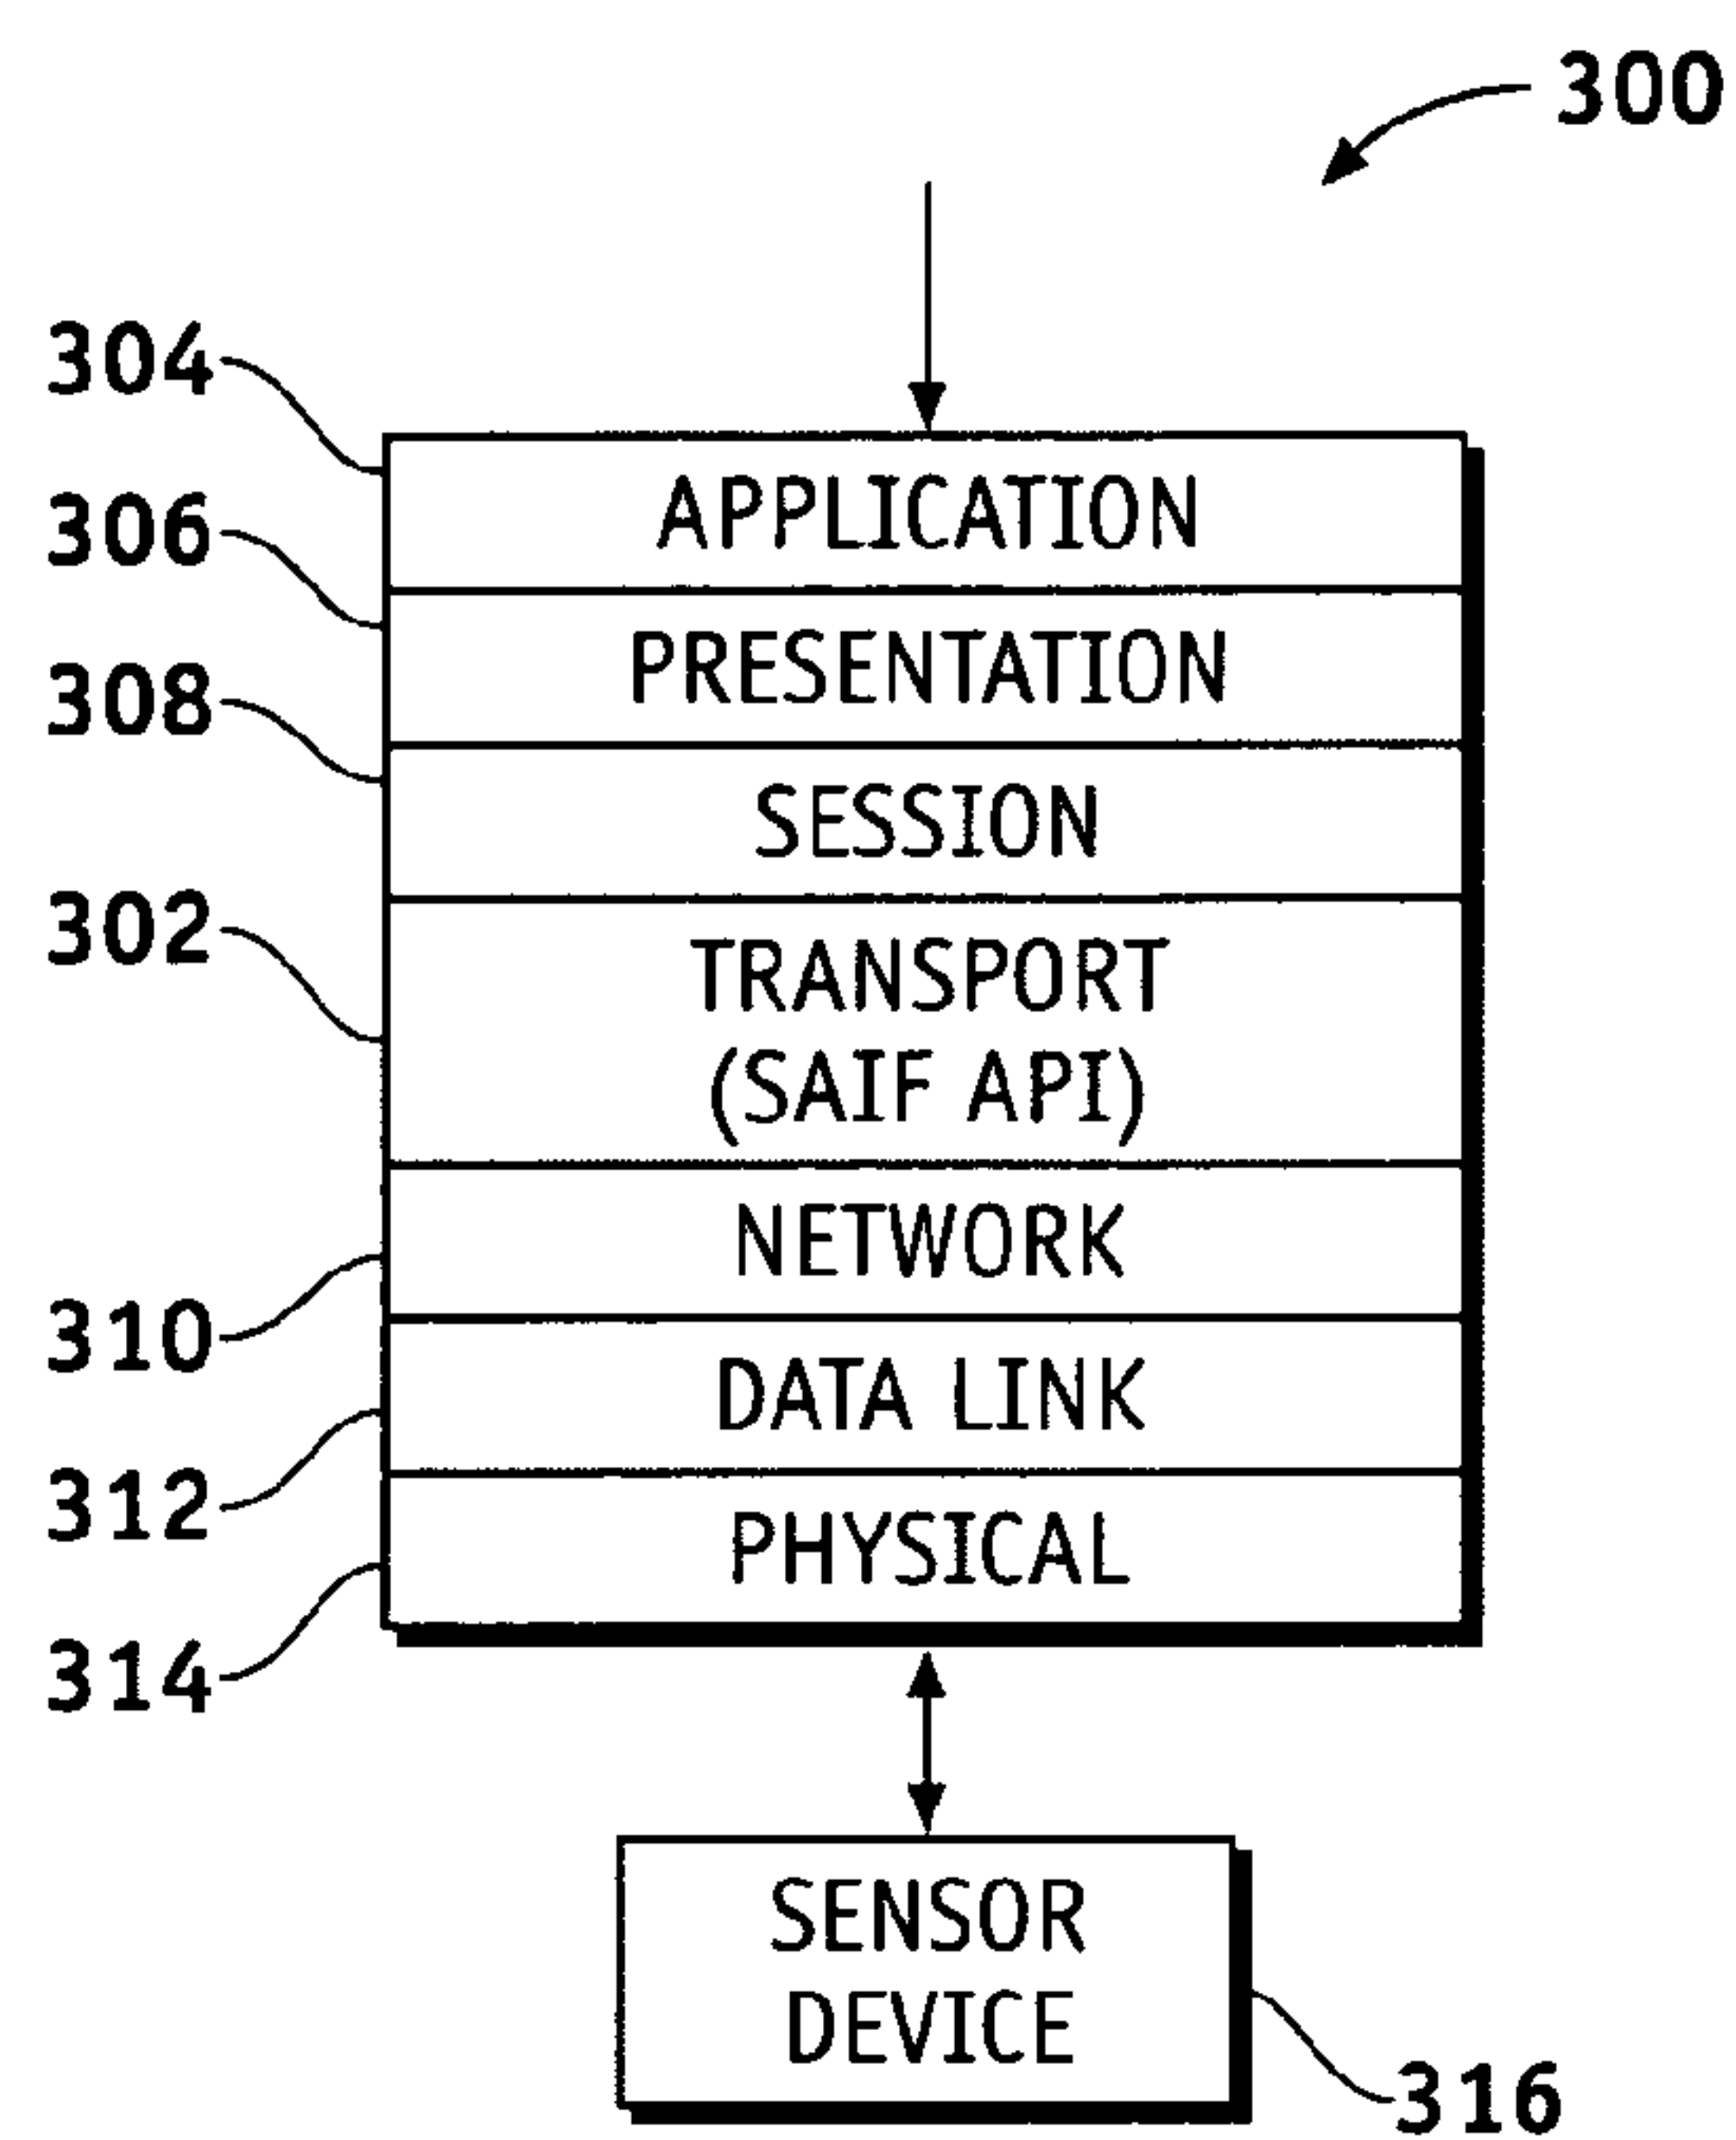 300
304
APPLICATION
306
PRESENTATION
308
SESSION
302
TRANSPORT
(SAIF API)
NETWORK
310
DATA LINK
312
PHYSICAL
314
SENSOR
DEVICE
316